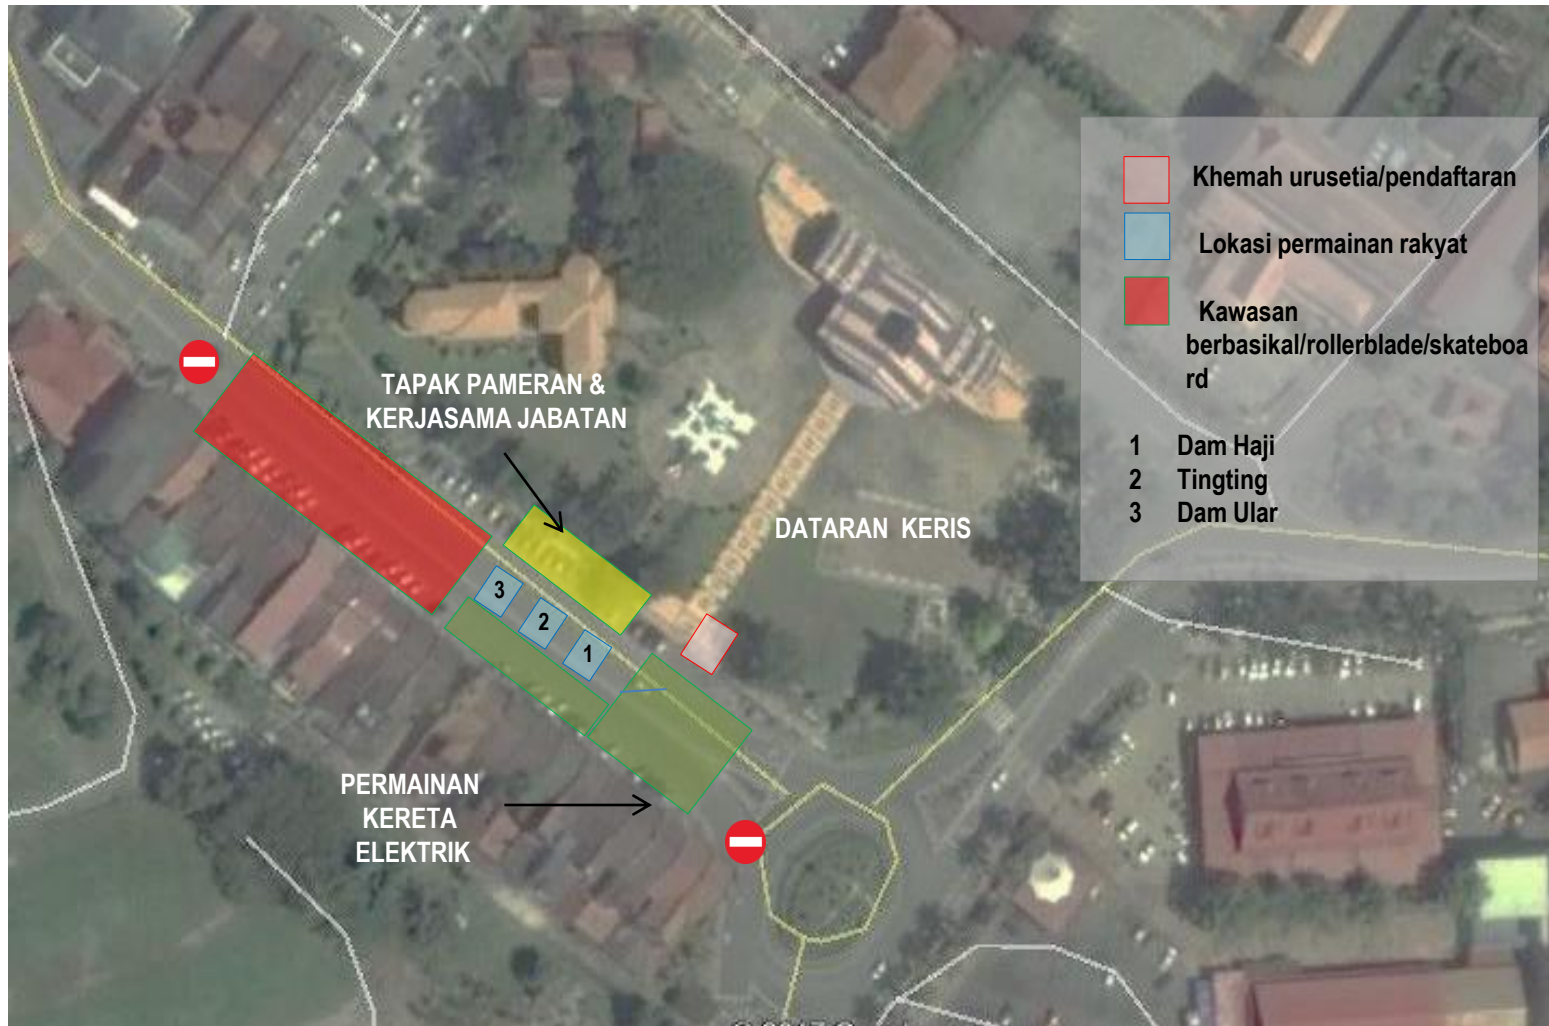 Khemah urusetia/pendaftaran
Lokasi permainan rakyat
Kawasan
berbasikal/rollerblade/skateboa
rd
1 Dam Haji
2 Tingting
3 Dam Ular
TAPAK PAMERAN &
KERJASAMA JABATAN
DATARAN KERIS
3
2
1
PERMAINAN
KERETA
ELEKTRIK